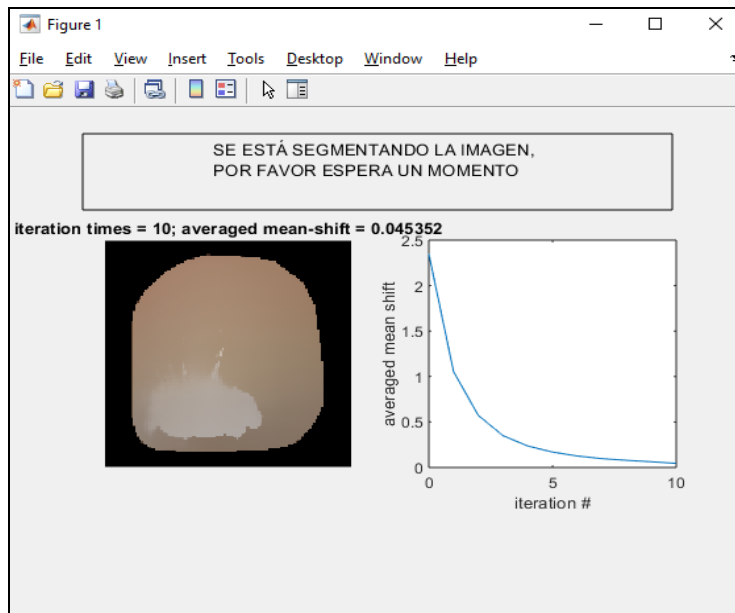 Figure 1
File Edit View Insert Tools Desktop Window Help
SE ESTÁ SEGMENTANDO LA IMAGEN,
POR FAVOR ESPERA UN MOMENTO
iteration times = 10; averaged mean-shift = 0.045352
averaged mean shift
2.5
2
1.5
1
0.5
0
0 5 10
iteration #